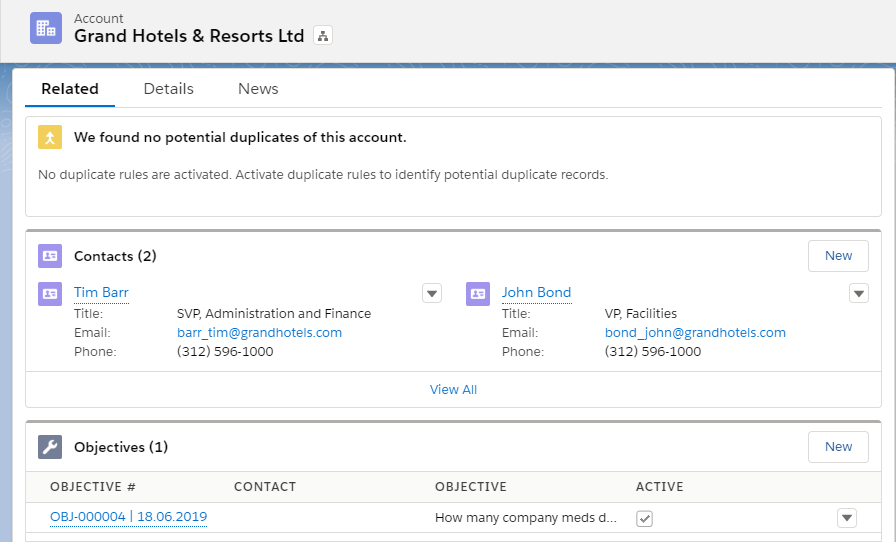 Account
Grand Hotels & Resorts Ltd
Related Details News
We found no potential duplicates of this account.
No duplicate rules are activated. Activate duplicate rules to identify potential duplicate records.
Contacts (2) New
Tim Barr
Title: SVP, Administration and Finance
Email: barr_tim@grandhotels.com
Phone: (312) 596-1000
John Bond
Title: VP, Facilities
Email: bond_john@grandhotels.com
Phone: (312) 596-1000
View All
Objectives (1) New
OBJECTIVE # CONTACT OBJECTIVE ACTIVE
OBJ-000004 | 18.06.2019 How many company meds d...